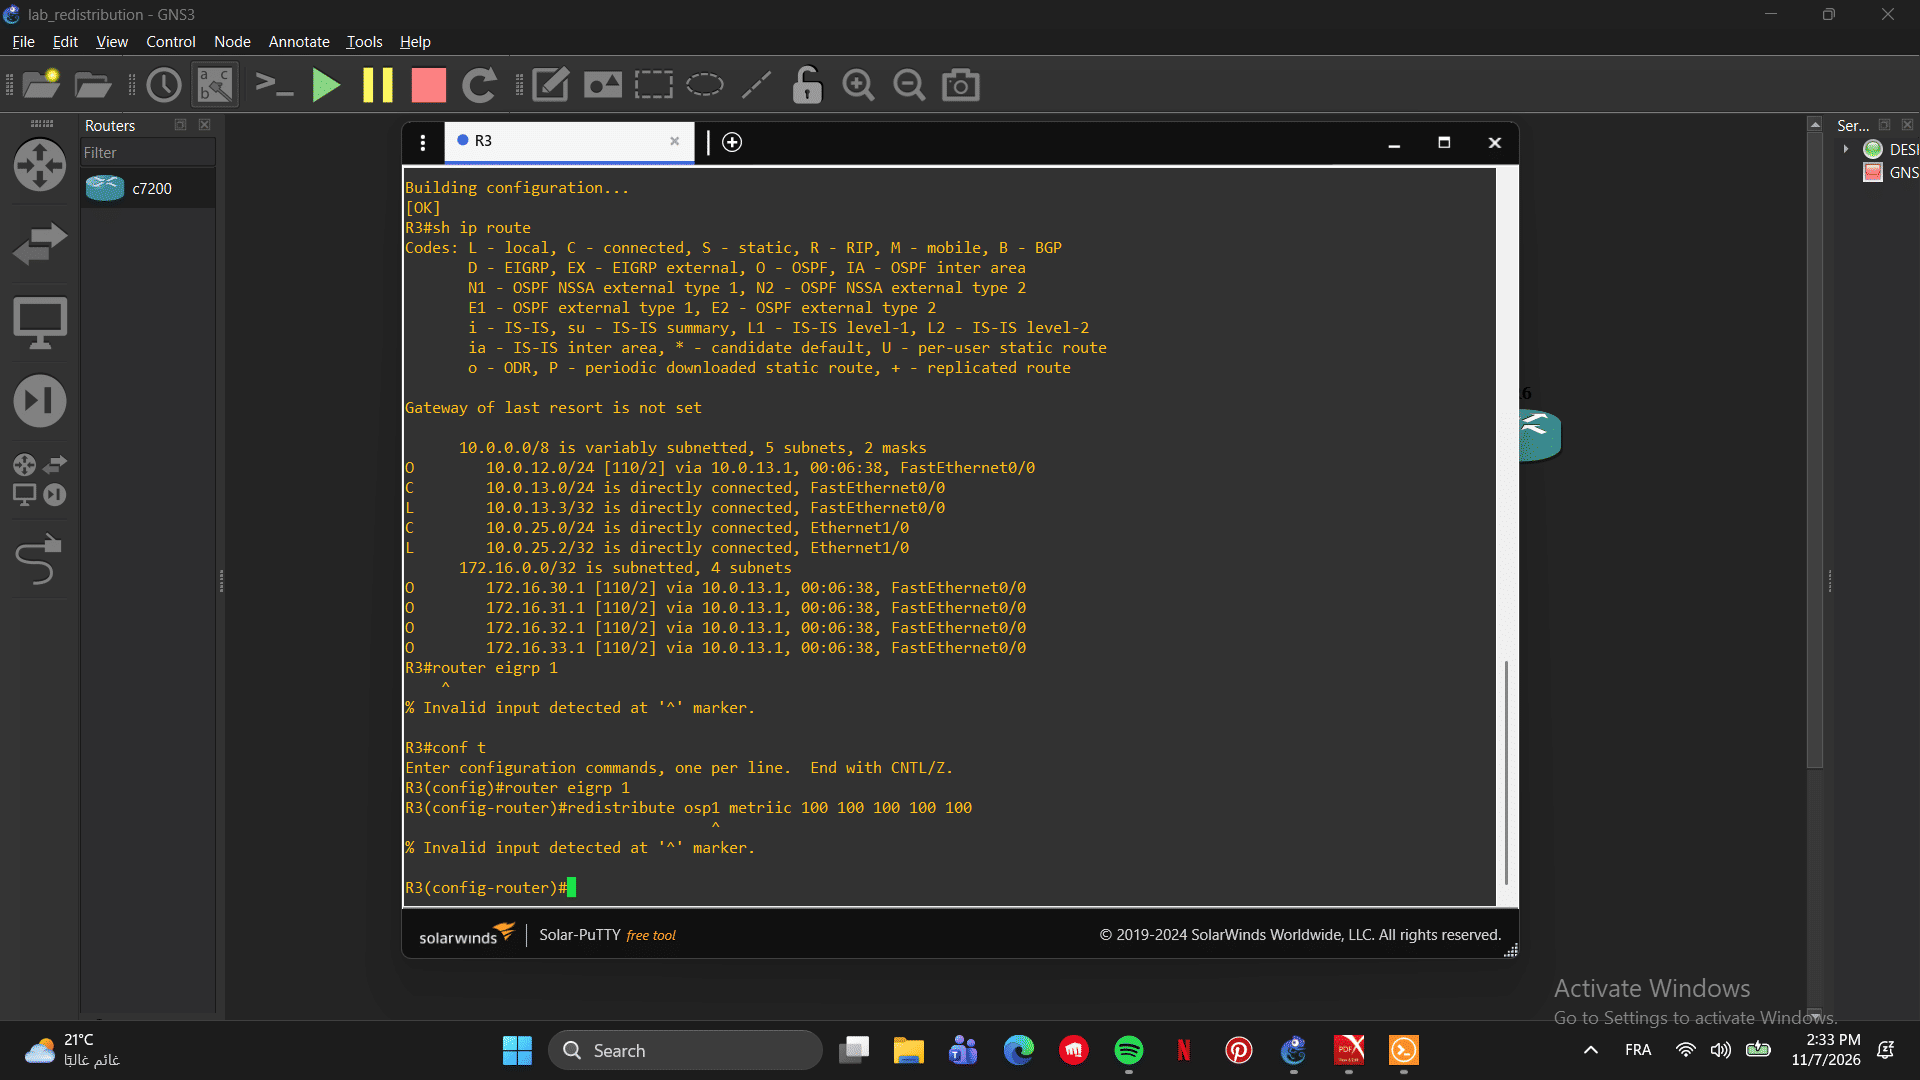 lab_redistribution - GNS3
File Edit View Control Node Annotate Tools Help
Routers
Filter
c7200
R3
Building configuration...
[OK]
R3#sh ip route
Codes: L - local, C - connected, S - static, R - RIP, M - mobile, B - BGP
D - EIGRP, EX - EIGRP external, O - OSPF, IA - OSPF inter area
N1 - OSPF NSSA external type 1, N2 - OSPF NSSA external type 2
E1 - OSPF external type 1, E2 - OSPF external type 2
i - IS-IS, su - IS-IS summary, L1 - IS-IS level-1, L2 - IS-IS level-2
ia - IS-IS inter area, * - candidate default, U - per-user static route
o - ODR, P - periodic downloaded static route, + - replicated route
Gateway of last resort is not set
10.0.0.0/8 is variably subnetted, 5 subnets, 2 masks
O 10.0.12.0/24 [110/2] via 10.0.13.1, 00:06:38, FastEthernet0/0
C 10.0.13.0/24 is directly connected, FastEthernet0/0
L 10.0.13.3/32 is directly connected, FastEthernet0/0
C 10.0.25.0/24 is directly connected, Ethernet1/0
L 10.0.25.2/32 is directly connected, Ethernet1/0
172.16.0.0/32 is subnetted, 4 subnets
O 172.16.30.1 [110/2] via 10.0.13.1, 00:06:38, FastEthernet0/0
O 172.16.31.1 [110/2] via 10.0.13.1, 00:06:38, FastEthernet0/0
O 172.16.32.1 [110/2] via 10.0.13.1, 00:06:38, FastEthernet0/0
O 172.16.33.1 [110/2] via 10.0.13.1, 00:06:38, FastEthernet0/0
R3#router eigrp 1
^
% Invalid input detected at '^' marker.
R3#conf t
Enter configuration commands, one per line. End with CNTL/Z.
R3(config)#router eigrp 1
R3(config-router)#redistribute osp1 metriic 100 100 100 100 100
^
% Invalid input detected at '^' marker.
R3(config-router)#
solarwinds Solar-PuTTY free tool
© 2019-2024 SolarWinds Worldwide, LLC. All rights reserved.
Ser...
DESI
GNS
6
Activate Windows
Go to Settings to activate Windows.
21°C
غائم غالبًا
Search
PDF
FRA
2:33 PM
11/7/2026